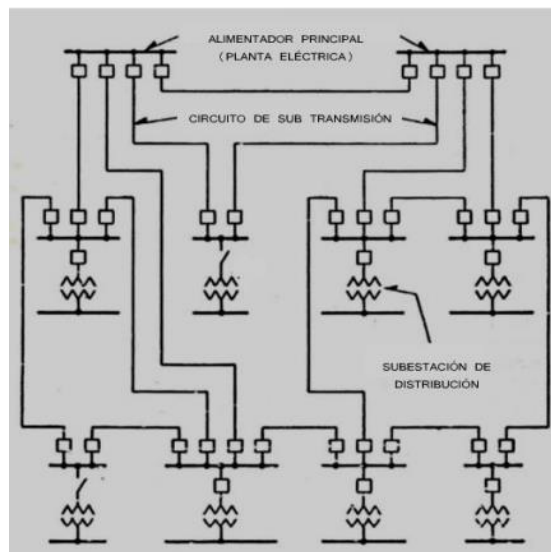 ALIMENTADOR PRINCIPAL
(PLANTA ELÉCTRICA)
CIRCUITO DE SUB TRANSMISIÓN
SUBESTACIÓN DE
DISTRIBUCIÓN